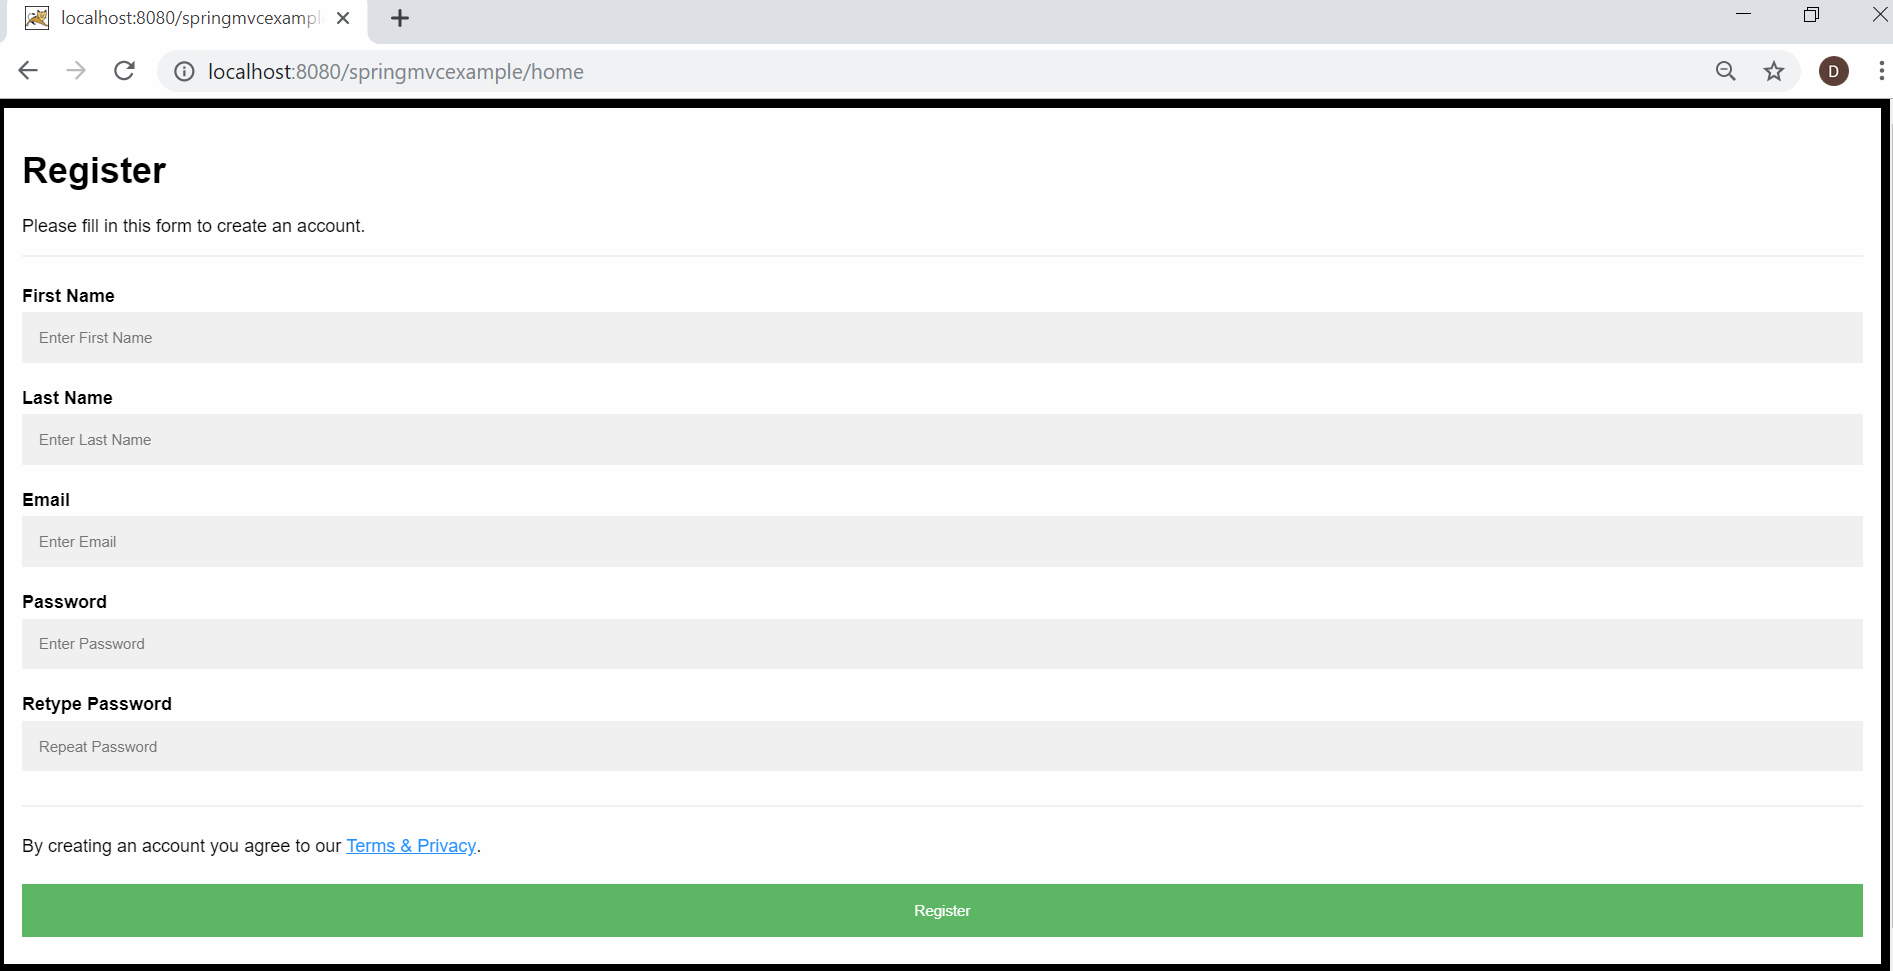 localhost:8080/springmvcexampl
localhost:8080/springmvcexample/home
D
Register
Please fill in this form to create an account.
First Name
Enter First Name
Last Name
Enter Last Name
Email
Enter Email
Password
Enter Password
Retype Password
Repeat Password
By creating an account you agree to our Terms & Privacy.
Register